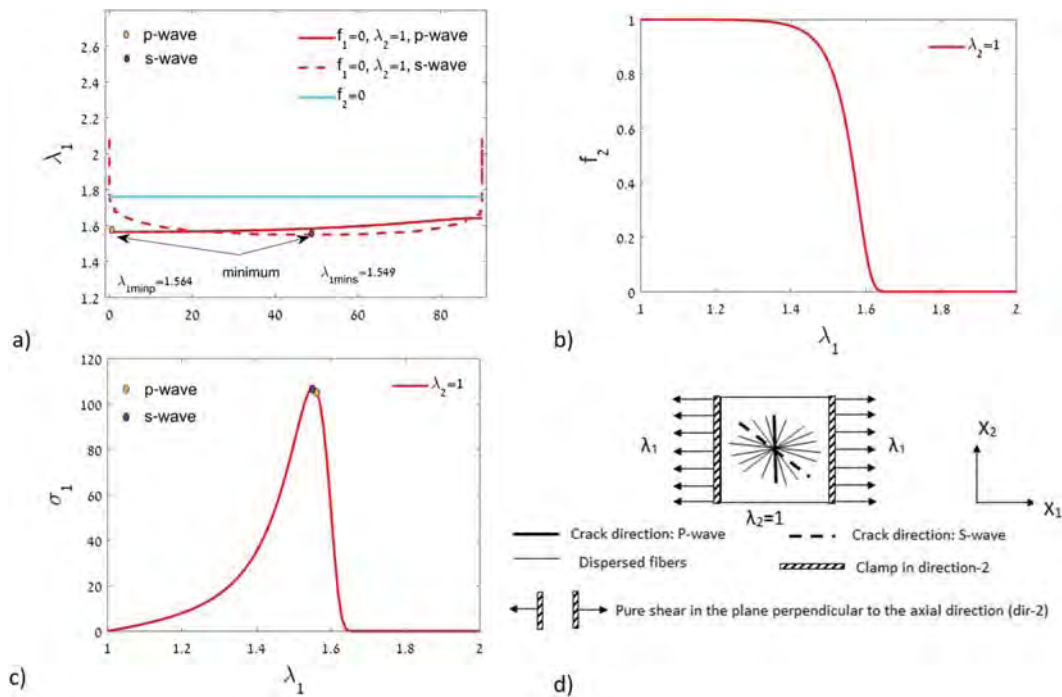 2.6
2.4
2.2
2
1.8
1.6
1.4
1.2
λ1
p-wave
s-wave
f1=0, λ2=1, p-wave
f1=0, λ2=1, s-wave
f2=0
minimum
λ1minp=1.564
λ1mins=1.549
0 20 40 60 80
a)
1
0.8
0.6
0.4
0.2
0
f2
λ2=1
1 1.2 1.4 1.6 1.8 2
λ1
b)
120
100
80
60
40
20
0
σ1
p-wave
s-wave
λ2=1
1 1.2 1.4 1.6 1.8 2
λ1
c)
λ1
λ1
λ2=1
X2
X1
Crack direction: P-wave
Crack direction: S-wave
Dispersed fibers
Clamp in direction-2
Pure shear in the plane perpendicular to the axial direction (dir-2)
d)